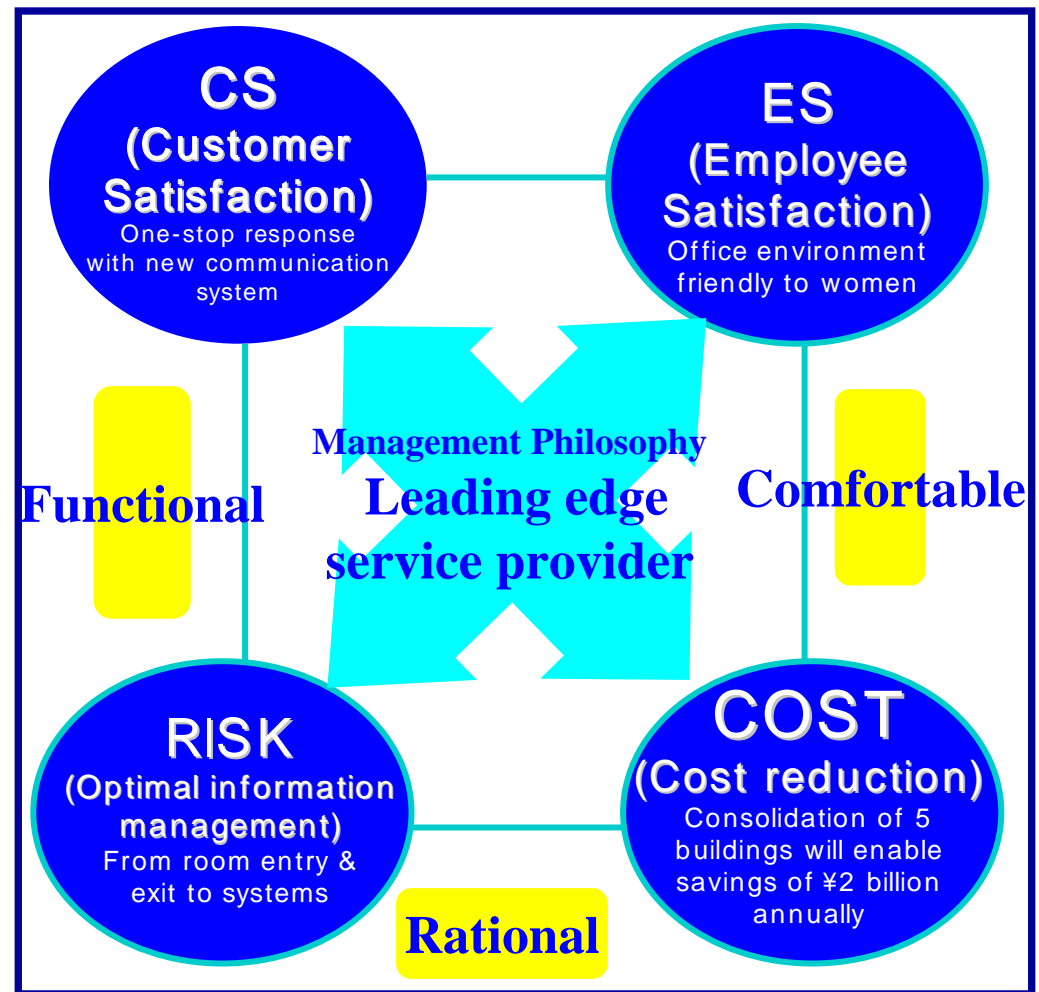 CS
(Customer
Satisfaction)
One-stop response
with new communication
system
ES
(Employee
Satisfaction)
Office environment
friendly to women
Management Philosophy
Leading edge
service provider
Functional
Comfortable
RISK
(Optimal information
management)
From room entry &
exit to systems
COST
(Cost reduction)
Consolidation of 5
buildings will enable
savings of ¥2 billion
annually
Rational